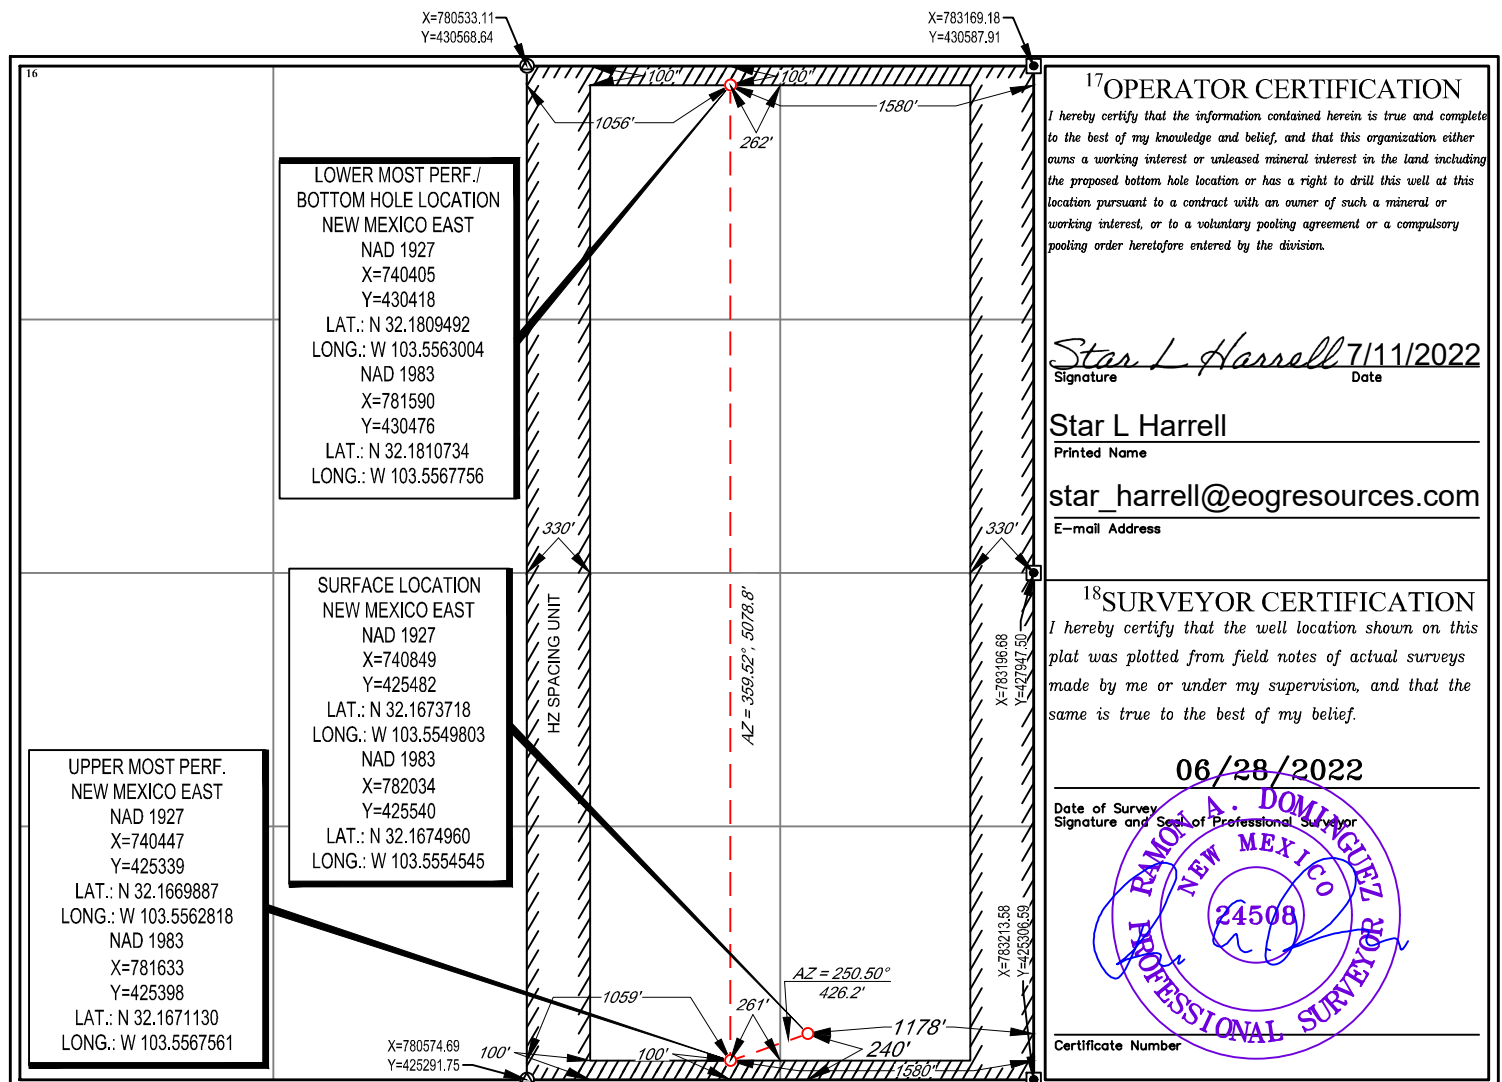 X=780533.11
Y=430568.64
X=783169.18
Y=430587.91
16
100'
100'
1056'
1580'
262'
LOWER MOST PERF./
BOTTOM HOLE LOCATION
NEW MEXICO EAST
NAD 1927
X=740405
Y=430418
LAT.: N 32.1809492
LONG.: W 103.5563004
NAD 1983
X=781590
Y=430476
LAT.: N 32.1810734
LONG.: W 103.5567756
330'
330'
HZ SPACING UNIT
AZ = 359.52°, 5078.8'
X=783196.68
Y=427947.50
SURFACE LOCATION
NEW MEXICO EAST
NAD 1927
X=740849
Y=425482
LAT.: N 32.1673718
LONG.: W 103.5549803
NAD 1983
X=782034
Y=425540
LAT.: N 32.1674960
LONG.: W 103.5554545
UPPER MOST PERF.
NEW MEXICO EAST
NAD 1927
X=740447
Y=425339
LAT.: N 32.1669887
LONG.: W 103.5562818
NAD 1983
X=781633
Y=425398
LAT.: N 32.1671130
LONG.: W 103.5567561
X=783213.58
Y=425306.59
AZ = 250.50°
426.2'
1059'
261'
1178'
240'
100'
100'
1580'
X=780574.69
Y=425291.75
17OPERATOR CERTIFICATION
I hereby certify that the information contained herein is true and complete
to the best of my knowledge and belief, and that this organization either
owns a working interest or unleased mineral interest in the land including
the proposed bottom hole location or has a right to drill this well at this
location pursuant to a contract with an owner of such a mineral or
working interest, or to a voluntary pooling agreement or a compulsory
pooling order heretofore entered by the division.
Star L Harrell 7/11/2022
Signature Date
Star L Harrell
Printed Name
star_harrell@eogresources.com
E-mail Address
18SURVEYOR CERTIFICATION
I hereby certify that the well location shown on this
plat was plotted from field notes of actual surveys
made by me or under my supervision, and that the
same is true to the best of my belief.
06/28/2022
Date of Survey
Signature and Seal of Professional Surveyor
RAMON A. DOMINGUEZ
NEW MEXICO
24508
PROFESSIONAL SURVEYOR
Certificate Number